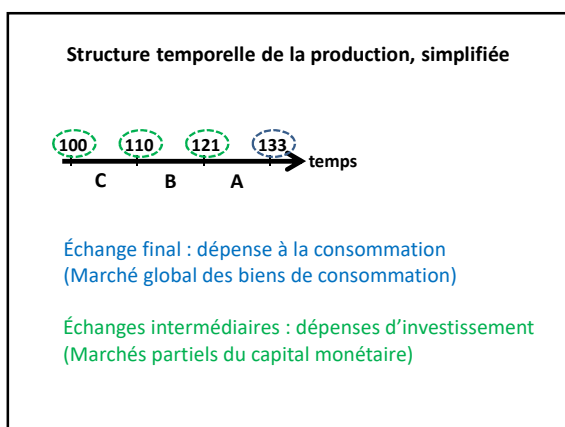 Structure temporelle de la production, simplifiée
100 110 121 133
temps
C B A
Échange final : dépense à la consommation
(Marché global des biens de consommation)
Échanges intermédiaires : dépenses d’investissement
(Marchés partiels du capital monétaire)